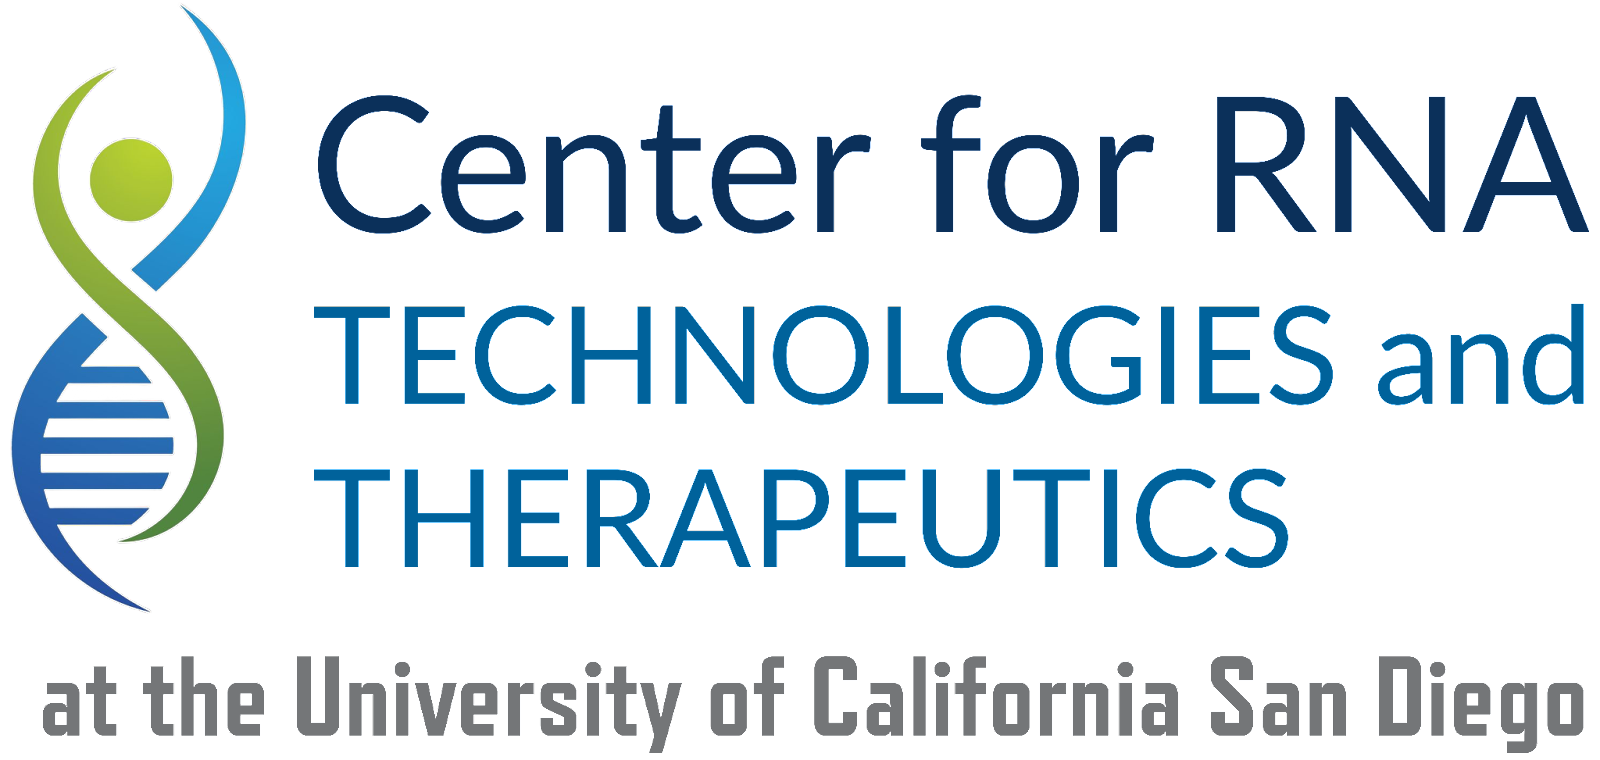 Center for RNA
TECHNOLOGIES and
THERAPEUTICS
at the University of California San Diego